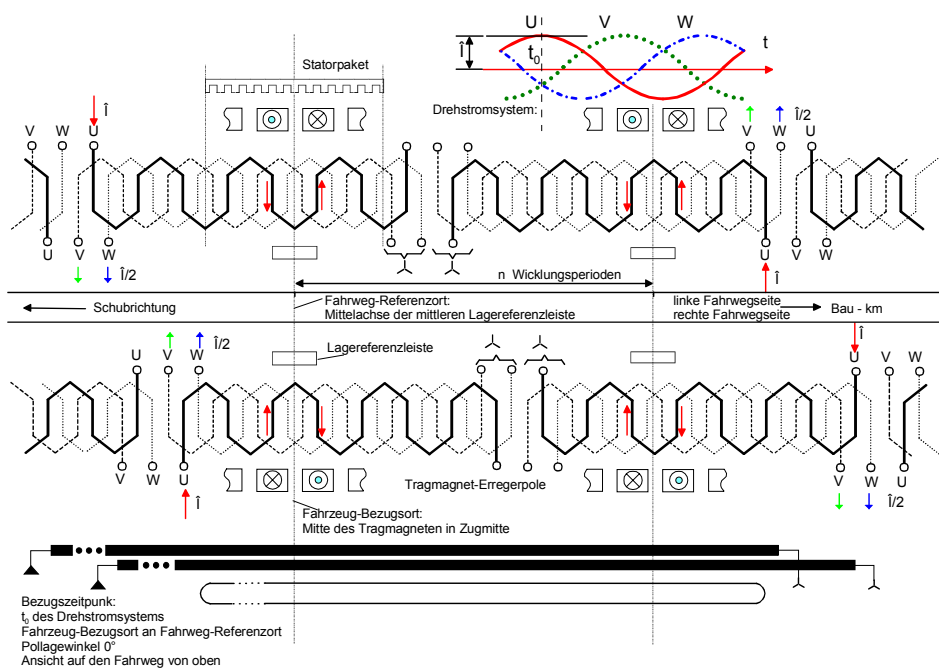 U V W
Î t₀ t
Statorpaket
Drehstromsystem:
V W U Î
V W Î/2 U
U V W Î/2
U V W
Î
n Wicklungsperioden
Schubrichtung
Fahrweg-Referenzort:
Mittelachse der mittleren Lagereferenzleiste
linke Fahrwegseite
rechte Fahrwegseite
Bau - km
Î
U V W Î/2
Lagereferenzleiste
U V W
V W U Î
Tragmagnet-Erregerpole
V W U Î/2
Fahrzeug-Bezugsort:
Mitte des Tragmagneten in Zugmitte
Bezugszeitpunk:
t₀ des Drehstromsystems
Fahrzeug-Bezugsort an Fahrweg-Referenzort
Pollagewinkel 0°
Ansicht auf den Fahrweg von oben